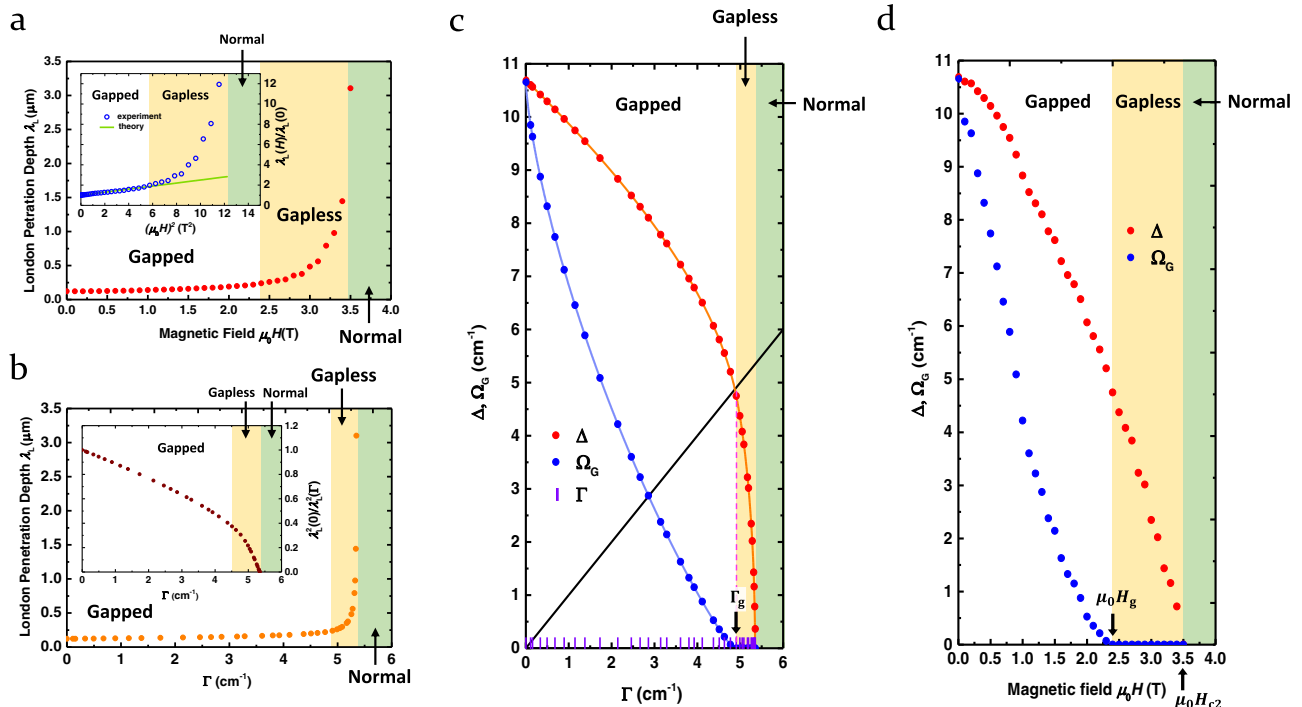 a
Normal
3.5
3.0
2.5
2.0
1.5
1.0
0.5
0.0
London Petration Depth λL (μm)
Gapped
Gapless
experiment
theory
12
10
8
6
4
2
0
λL(H)/λL(0)
0 2 4 6 8 10 12 14
(μ0H)² (T²)
Gapless
Gapped
0.0 0.5 1.0 1.5 2.0 2.5 3.0 3.5 4.0
Magnetic Field μ0H(T)
Normal
b
Gapless
Gapless
Normal
3.5
3.0
2.5
2.0
1.5
1.0
0.5
0.0
London Penetration Depth λL (μm)
Gapped
1.2
1.0
0.8
0.6
0.4
0.2
0.0
λL²(0)/λL²(Γ)
0 1 2 3 4 5 6
Γ (cm⁻¹)
Gapped
0 1 2 3 4 5 6
Γ (cm⁻¹)
Normal
c
Gapless
11
10
9
8
7
6
5
4
3
2
1
0
Δ, ΩG (cm⁻¹)
Gapped
Normal
Δ
ΩG
Γ
Γg
0 1 2 3 4 5 6
Γ (cm⁻¹)
d
11
10
9
8
7
6
5
4
3
2
1
0
Δ, ΩG (cm⁻¹)
Gapped
Gapless
Normal
Δ
ΩG
μ0Hg
0.0 0.5 1.0 1.5 2.0 2.5 3.0 3.5 4.0
Magnetic field μ0H(T)
μ0Hc2